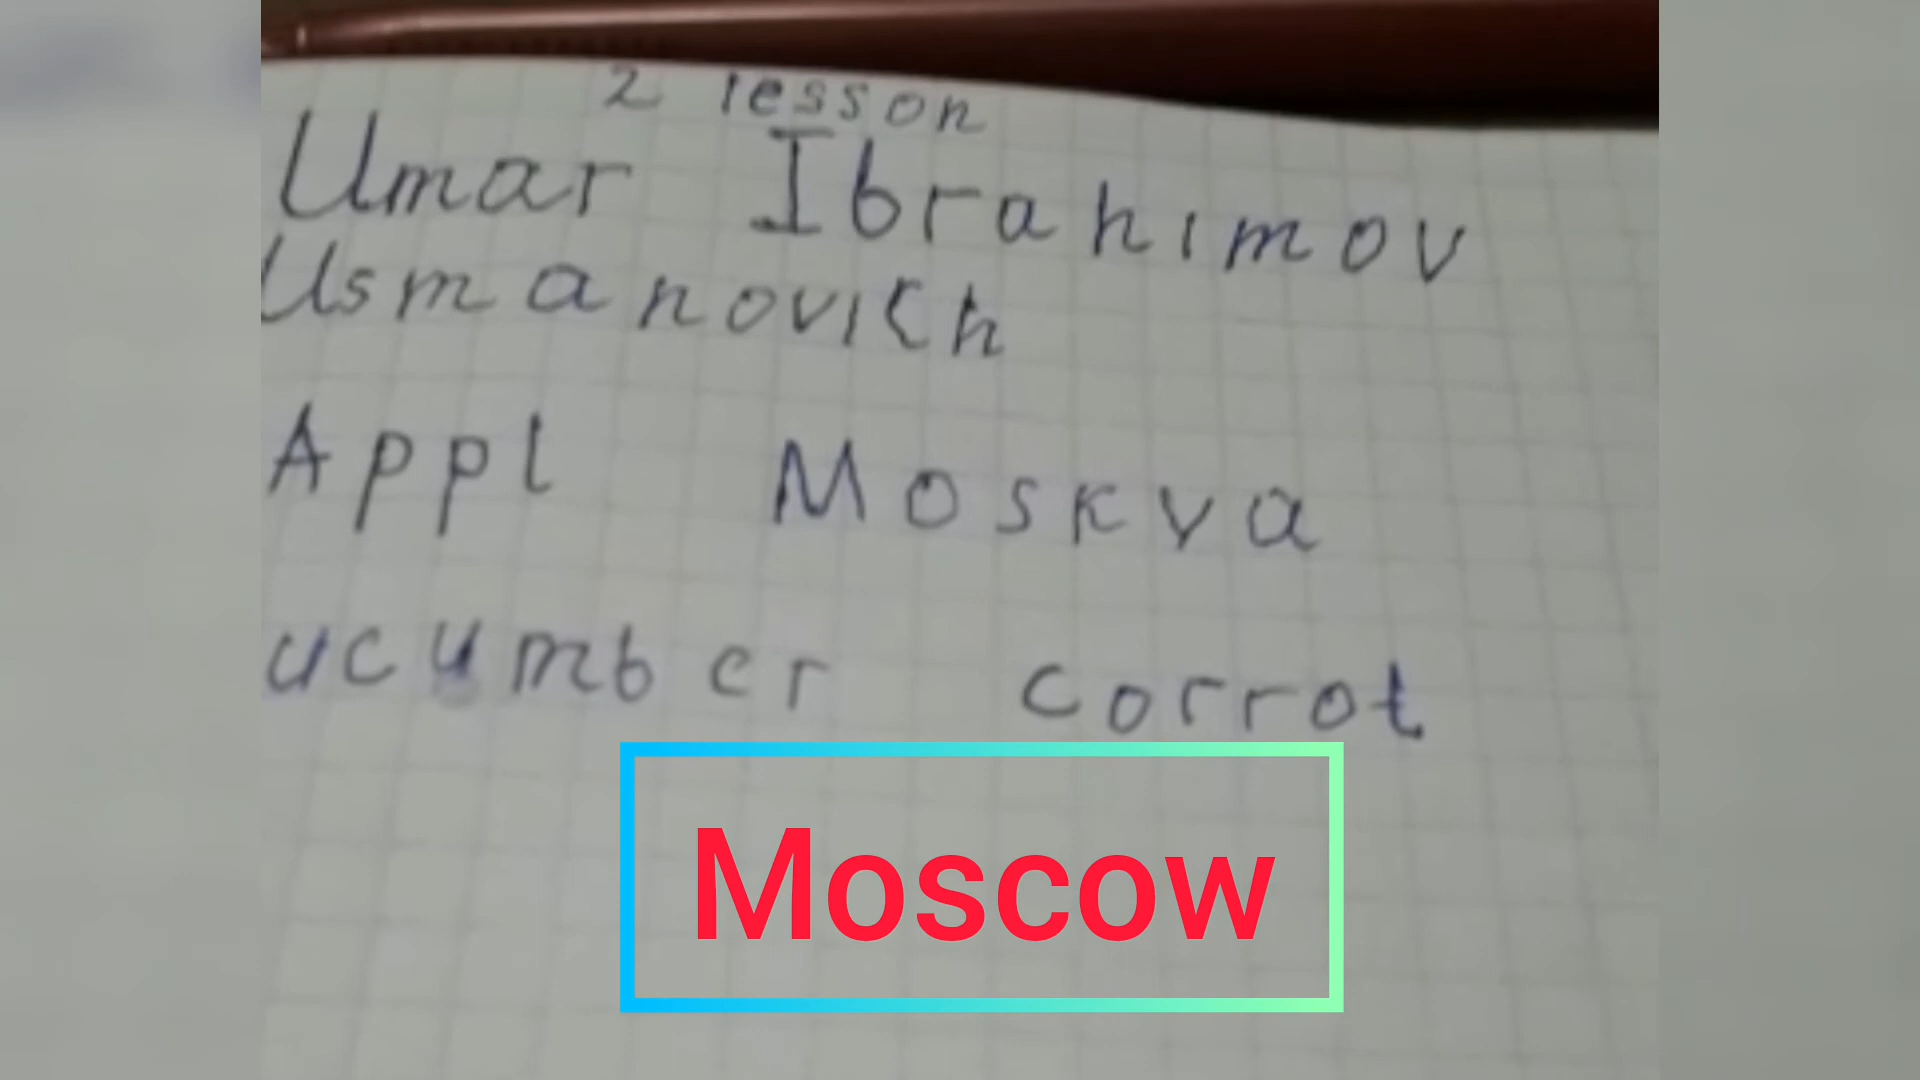 2 lesson
Umar Ibrahimov
Usmanovich
Appl Moskva
ucumber corrot
Moscow